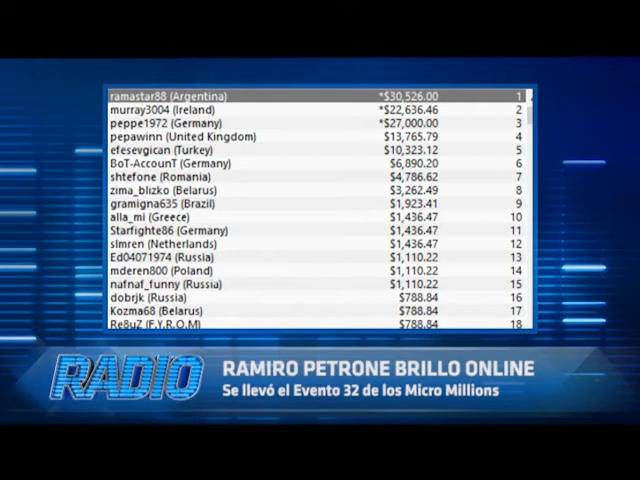 ramastar88 (Argentina) *$30,526.00 1
murray3004 (Ireland) *$22,636.46 2
peppe1972 (Germany) *$27,000.00 3
pepawinn (United Kingdom) $13,765.79 4
efesevgican (Turkey) $10,323.12 5
BoT-AccounT (Germany) $6,890.20 6
shtefone (Romania) $4,786.62 7
zima_blizko (Belarus) $3,262.49 8
gramigna635 (Brazil) $1,923.41 9
alla_mi (Greece) $1,436.47 10
Starfighte86 (Germany) $1,436.47 11
slmren (Netherlands) $1,436.47 12
Ed04071974 (Russia) $1,110.22 13
mderen800 (Poland) $1,110.22 14
nafnaf_funny (Russia) $1,110.22 15
dobrjk (Russia) $788.84 16
Kozma68 (Belarus) $788.84 17
Re8uZ (F.Y.R.O.M) $788.84 18
RADIO
RAMIRO PETRONE BRILLO ONLINE
Se llevó el Evento 32 de los Micro Millions